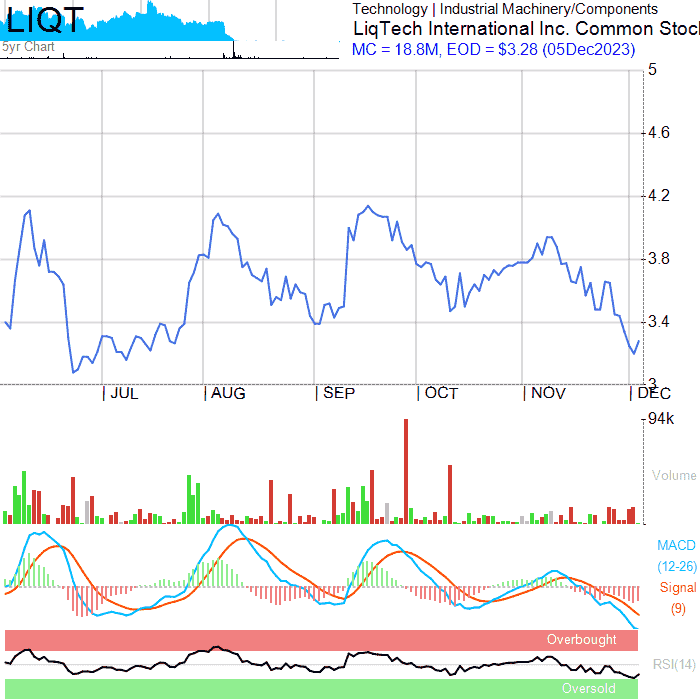 LIQT
5yr Chart
Technology | Industrial Machinery/Components
LiqTech International Inc. Common Stoc
MC = 18.8M, EOD = $3.28 (05Dec2023)
5
4.6
4.2
3.8
3.4
3
JUL AUG SEP OCT NOV DEC
94k
Volume
MACD
(12-26)
Signal
(9)
Overbought
RSI(14)
Oversold